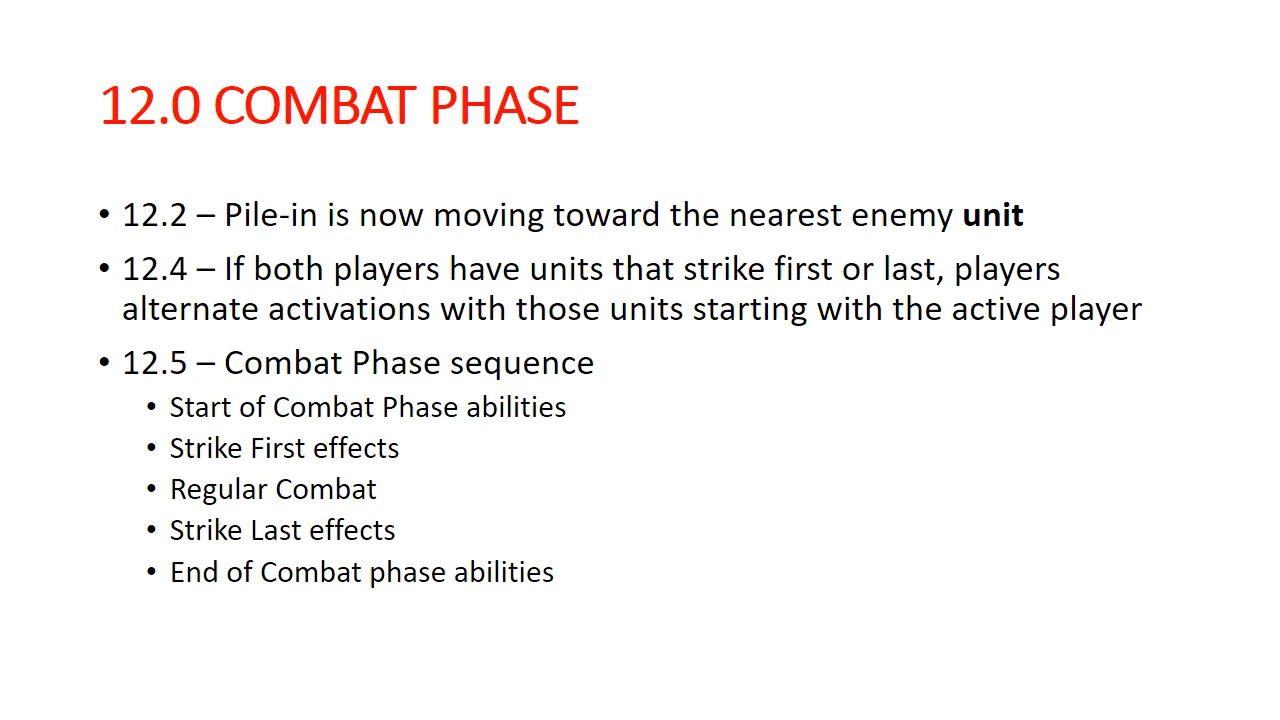 12.0 COMBAT PHASE
• 12.2 – Pile-in is now moving toward the nearest enemy unit
• 12.4 – If both players have units that strike first or last, players
alternate activations with those units starting with the active player
• 12.5 – Combat Phase sequence
• Start of Combat Phase abilities
• Strike First effects
• Regular Combat
• Strike Last effects
• End of Combat phase abilities